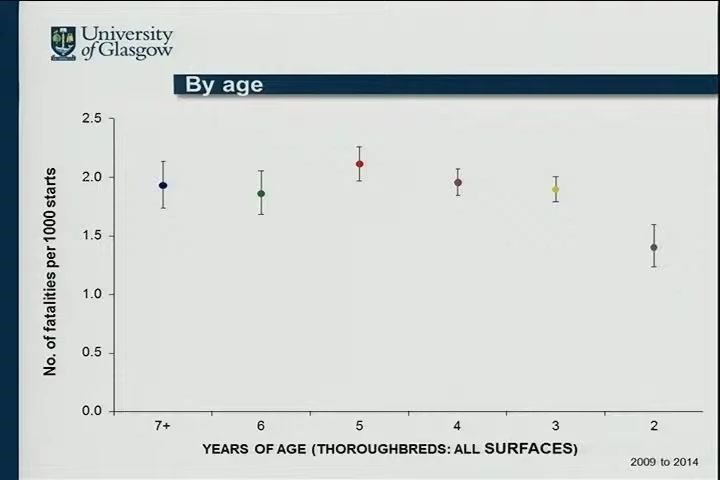 University
of Glasgow
By age
No. of fatalities per 1000 starts
2.5
2.0
1.5
1.0
0.5
0.0
7+ 6 5 4 3 2
YEARS OF AGE (THOROUGHBREDS: ALL SURFACES)
2009 to 2014